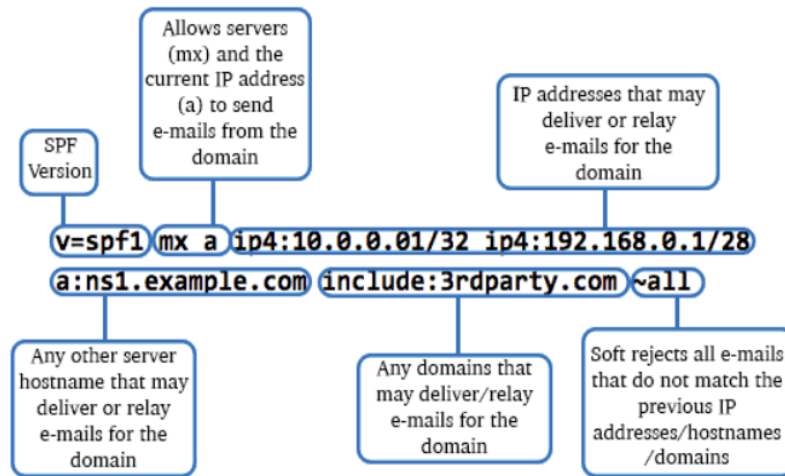 Allows servers
(mx) and the
current IP address
(a) to send
e-mails from the
domain
IP addresses that may
deliver or relay
e-mails for the
domain
SPF
Version
v=spf1 mx a ip4:10.0.0.01/32 ip4:192.168.0.1/28
a:ns1.example.com include:3rdparty.com ~all
Any other server
hostname that may
deliver or relay
e-mails for the
domain
Any domains that
may deliver/relay
e-mails for the
domain
Soft rejects all e-mails
that do not match the
previous IP
addresses/hostnames
/domains